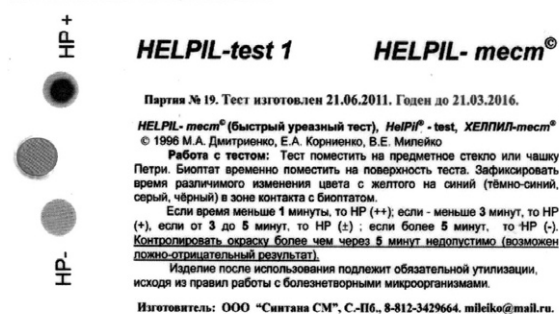 HP +
HP-
HELPIL-test 1 HELPIL- тест©
Партия № 19. Тест изготовлен 21.06.2011. Годен до 21.03.2016.
HELPIL- тест© (быстрый уреазный тест), HelPil® - test, ХЕЛПИЛ-тест®
© 1996 М.А. Дмитриенко, Е.А. Корниенко, В.Е. Милейко
Работа с тестом: Тест поместить на предметное стекло или чашку
Петри. Биоптат временно поместить на поверхность теста. Зафиксировать
время различимого изменения цвета с желтого на синий (тёмно-синий,
серый, чёрный) в зоне контакта с биоптатом.
Если время меньше 1 минуты, то НР (++); если - меньше 3 минут, то НР
(+), если от 3 до 5 минут, то НР (±) ; если более 5 минут, то НР (-).
Контролировать окраску более чем через 5 минут недопустимо (возможен
ложно-отрицательный результат).
Изделие после использования подлежит обязательной утилизации,
исходя из правил работы с болезнетворными микроорганизмами.
Изготовитель: ООО “Синтана СМ”, С.-Пб., 8-812-3429664. mileiko@mail.ru.